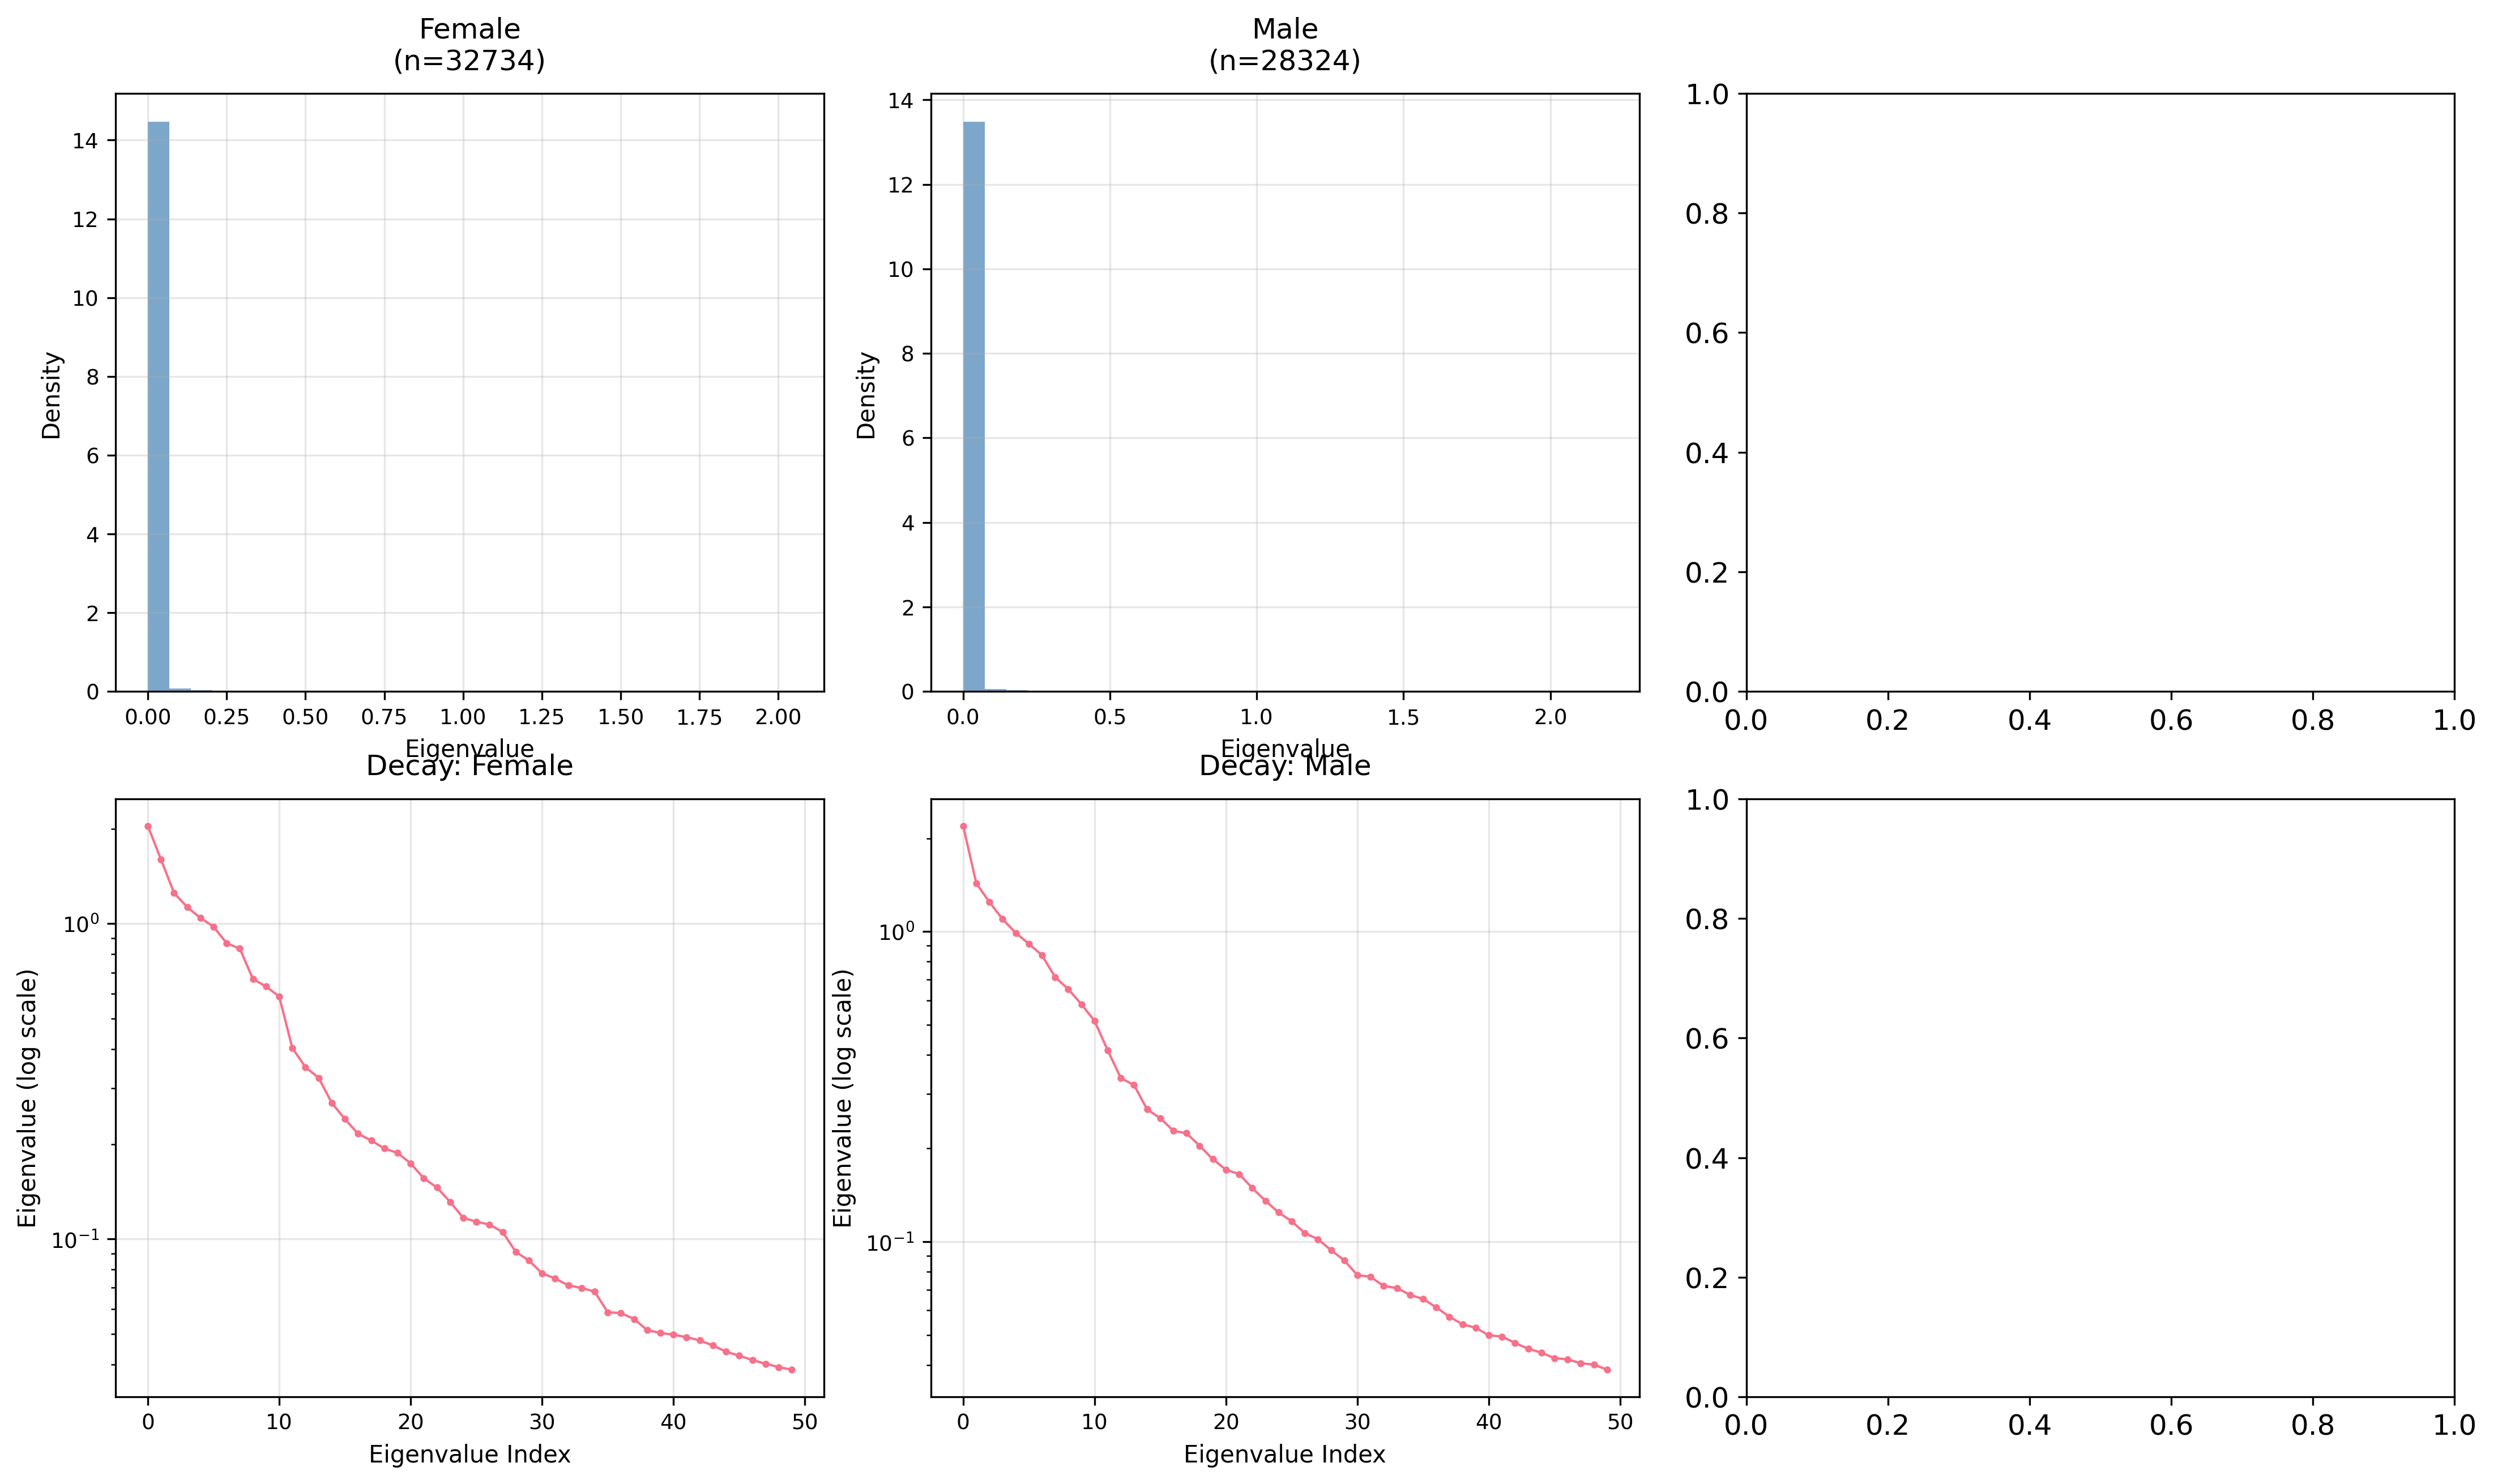 Female
(n=32734)
Density
14
12
10
8
6
4
2
0
0.00 0.25 0.50 0.75 1.00 1.25 1.50 1.75 2.00
Eigenvalue
Male
(n=28324)
Density
14
12
10
8
6
4
2
0
0.0 0.5 1.0 1.5 2.0
Eigenvalue
1.0
0.8
0.6
0.4
0.2
0.0
0.0 0.2 0.4 0.6 0.8 1.0
Decay: Female
Eigenvalue (log scale)
10⁰
10⁻¹
0 10 20 30 40 50
Eigenvalue Index
Decay: Male
Eigenvalue (log scale)
10⁰
10⁻¹
0 10 20 30 40 50
Eigenvalue Index
1.0
0.8
0.6
0.4
0.2
0.0
0.0 0.2 0.4 0.6 0.8 1.0